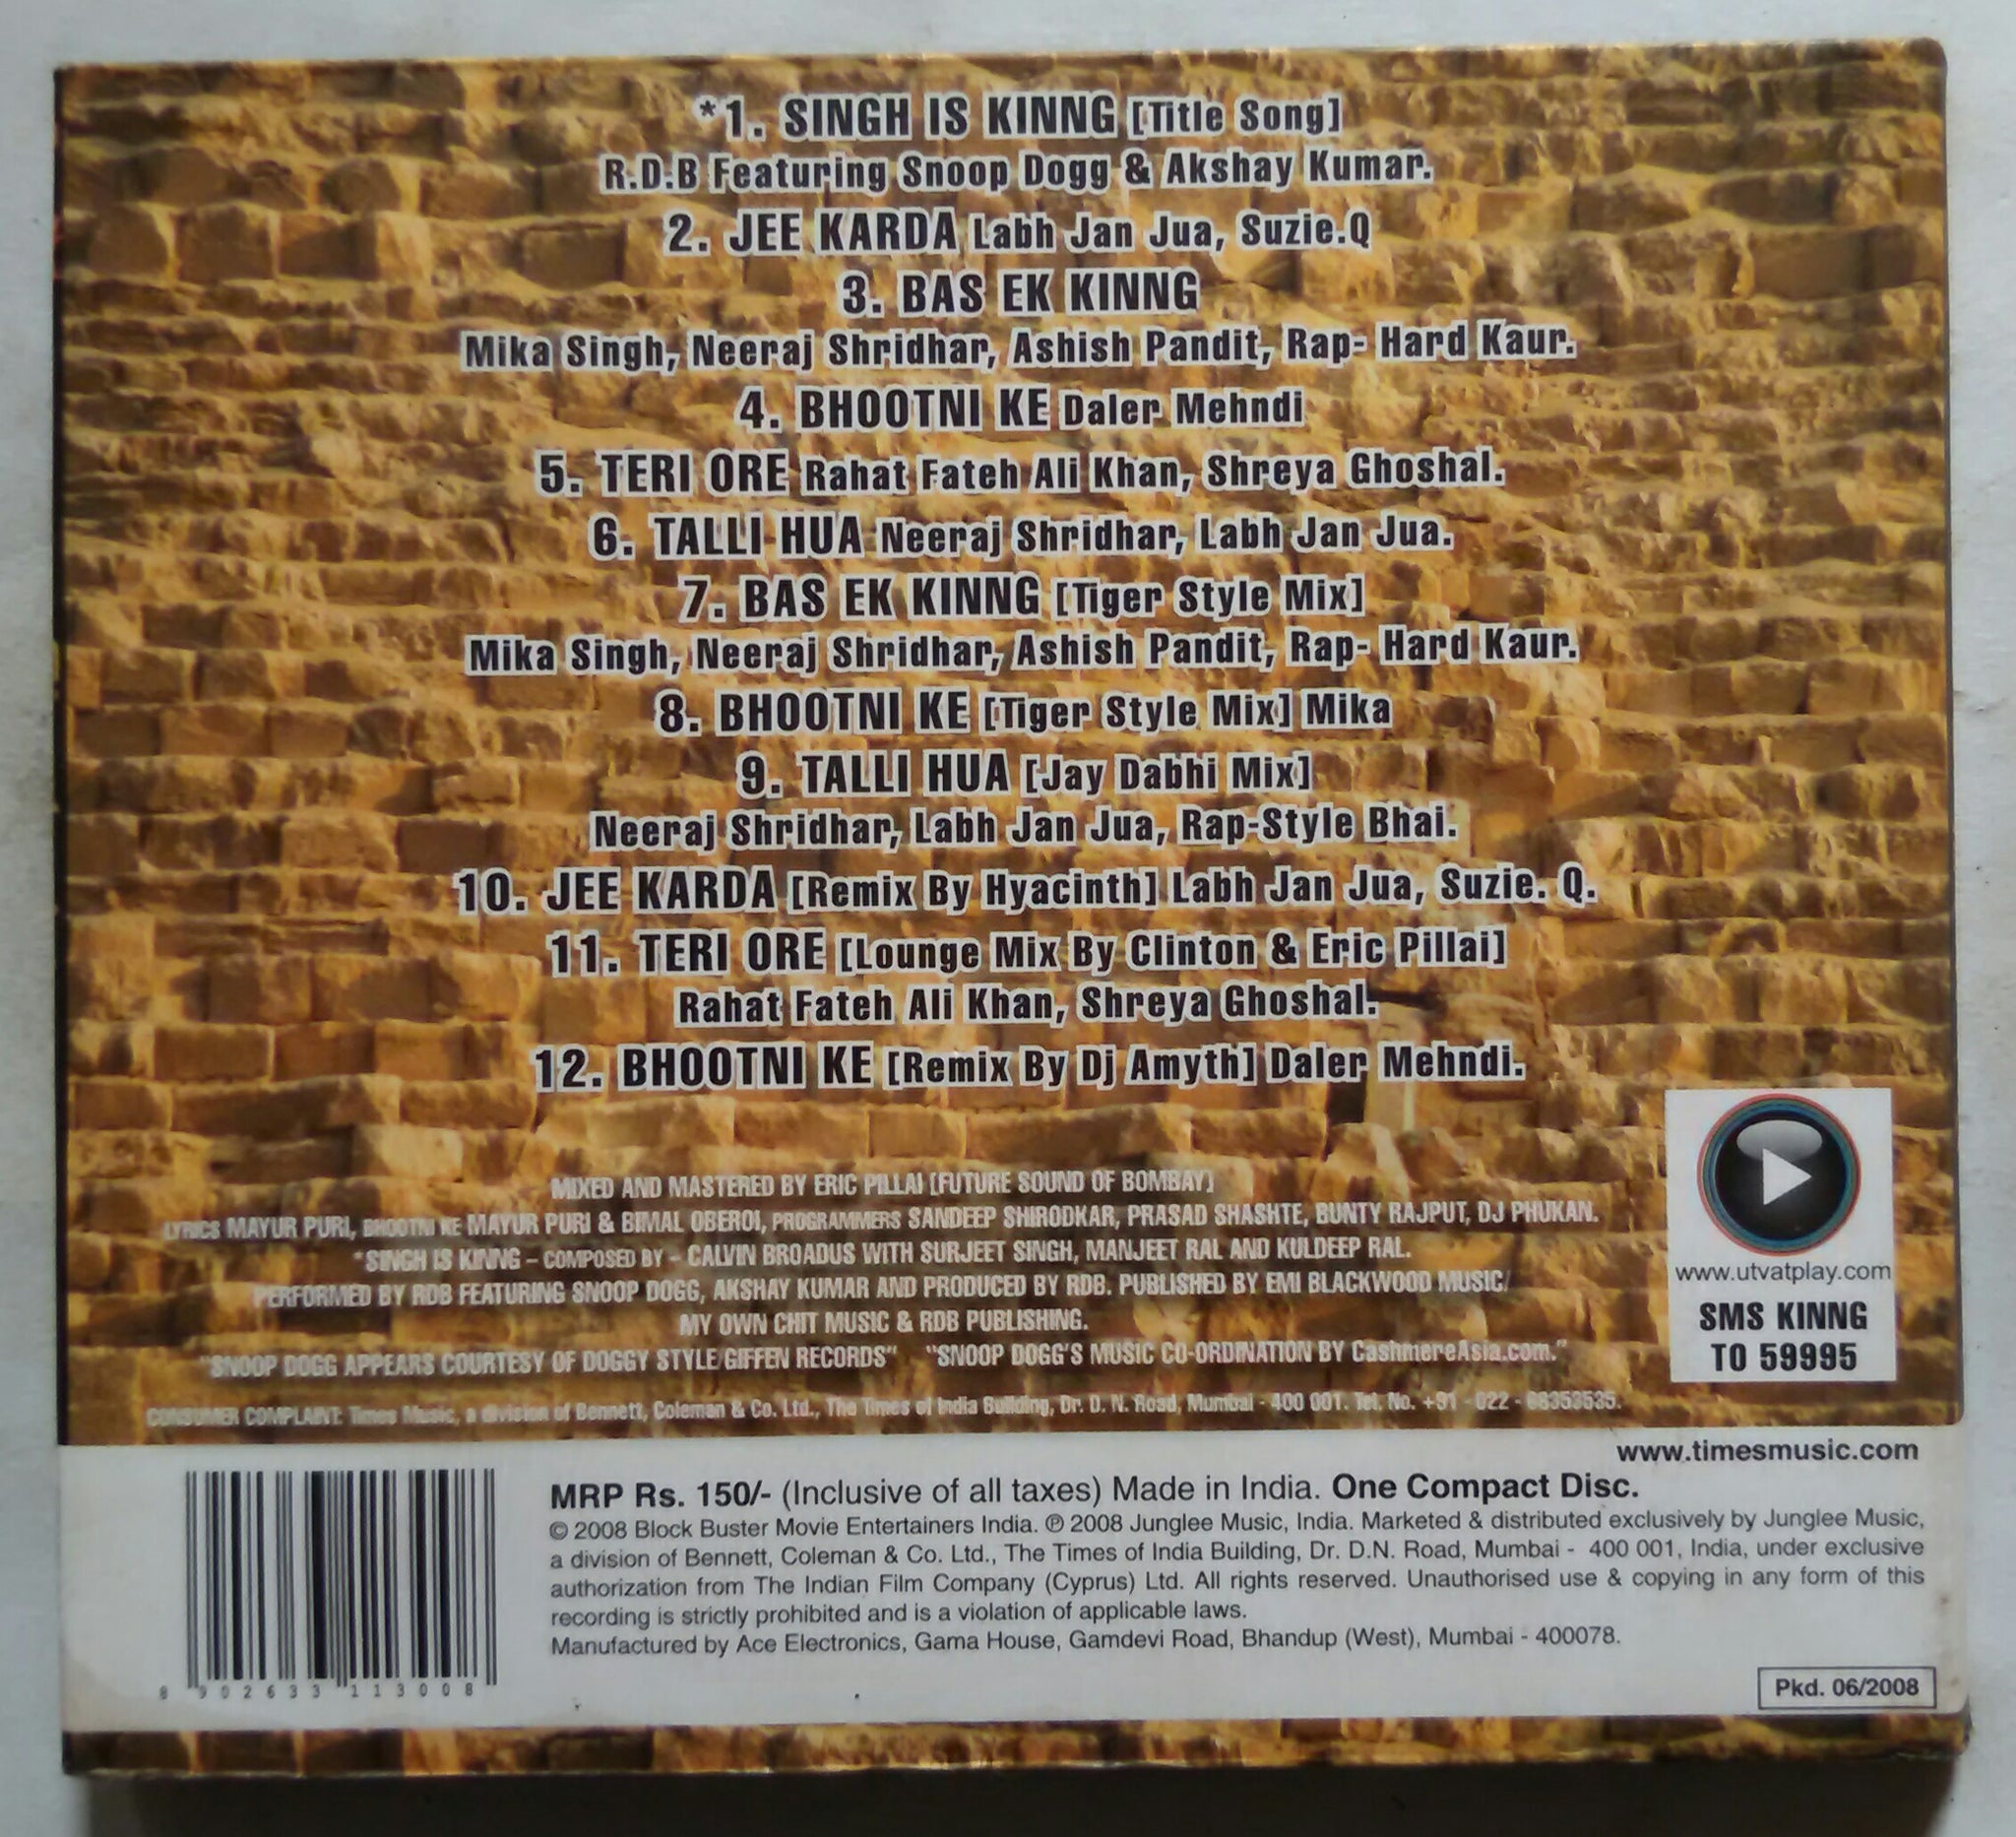 *1. SINGH IS KINNG [Title Song]
R.D.B Featuring Snoop Dogg & Akshay Kumar.
2. JEE KARDA Labh Jan Jua, Suzie.Q
3. BAS EK KINNG
Mika Singh, Neeraj Shridhar, Ashish Pandit, Rap- Hard Kaur.
4. BHOOTNI KE Daler Mehndi
5. TERI ORE Rahat Fateh Ali Khan, Shreya Ghoshal.
6. TALLI HUA Neeraj Shridhar, Labh Jan Jua.
7. BAS EK KINNG [Tiger Style Mix]
Mika Singh, Neeraj Shridhar, Ashish Pandit, Rap- Hard Kaur.
8. BHOOTNI KE [Tiger Style Mix] Mika
9. TALLI HUA [Jay Dabhi Mix]
Neeraj Shridhar, Labh Jan Jua, Rap-Style Bhai.
10. JEE KARDA [Remix By Hyacinth] Labh Jan Jua, Suzie. Q.
11. TERI ORE [Lounge Mix By Clinton & Eric Pillai]
Rahat Fateh Ali Khan, Shreya Ghoshal.
12. BHOOTNI KE [Remix By Dj Amyth] Daler Mehndi.
MIXED AND MASTERED BY ERIC PILLAI [FUTURE SOUND OF BOMBAY]
LYRICS MAYUR PURI, BHOOTNI KE MAYUR PURI & BIMAL OBEROI, PROGRAMMERS SANDEEP SHIRODKAR, PRASAD SHASHTE, BUNTY RAJPUT, DJ PHUKAN.
*SINGH IS KINNG – COMPOSED BY – CALVIN BROADUS WITH SURJEET SINGH, MANJEET RAL AND KULDEEP RAL.
PERFORMED BY RDB FEATURING SNOOP DOGG, AKSHAY KUMAR AND PRODUCED BY RDB. PUBLISHED BY EMI BLACKWOOD MUSIC/
MY OWN CHIT MUSIC & RDB PUBLISHING.
"SNOOP DOGG APPEARS COURTESY OF DOGGY STYLE/GIFFEN RECORDS" "SNOOP DOGG'S MUSIC CO-ORDINATION BY CashmereAsia.com."
CONSUMER COMPLAINT: Times Music, a division of Bennett, Coleman & Co. Ltd., The Times of India Building, Dr. D. N. Road, Mumbai - 400 001. Tel. No. +91 - 022 - 66353535.
www.utvatplay.com
SMS KINNG
TO 59995
www.timesmusic.com
MRP Rs. 150/- (Inclusive of all taxes) Made in India. One Compact Disc.
© 2008 Block Buster Movie Entertainers India. ℗ 2008 Junglee Music, India. Marketed & distributed exclusively by Junglee Music,
a division of Bennett, Coleman & Co. Ltd., The Times of India Building, Dr. D.N. Road, Mumbai - 400 001, India, under exclusive
authorization from The Indian Film Company (Cyprus) Ltd. All rights reserved. Unauthorised use & copying in any form of this
recording is strictly prohibited and is a violation of applicable laws.
Manufactured by Ace Electronics, Gama House, Gamdevi Road, Bhandup (West), Mumbai - 400078.
8 902633 113008
Pkd. 06/2008